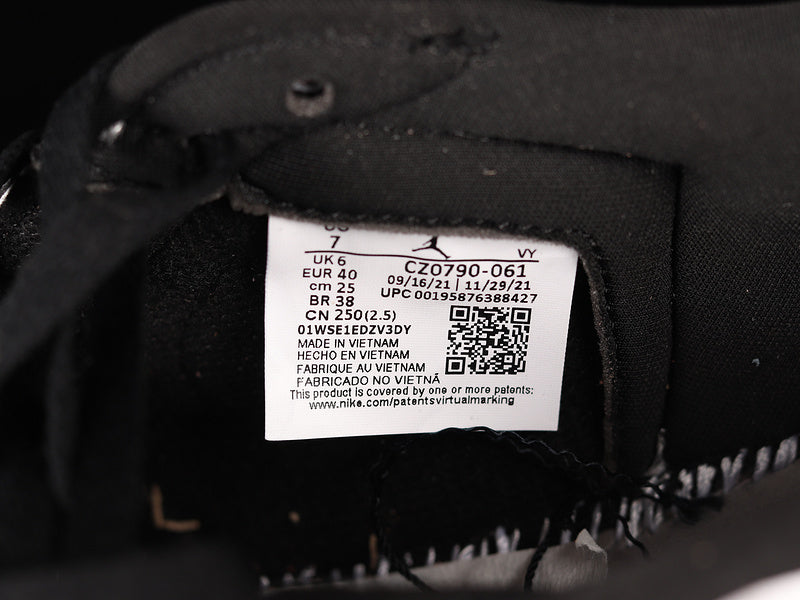 US
7
VY
UK 6
CZ0790-061
EUR 40
09/16/21 | 11/29/21
cm 25
UPC 00195876388427
BR 38
CN 250(2.5)
01WSE1EDZV3DY
MADE IN VIETNAM
HECHO EN VIETNAM
FABRIQUE AU VIETNAM
FABRICADO NO VIETNÃ
This product is covered by one or more patents:
www.nike.com/patentsvirtualmarking